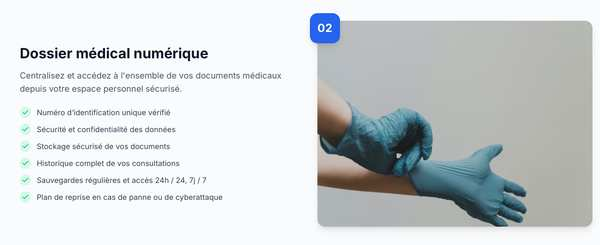 02
Dossier médical numérique
Centralisez et accédez à l'ensemble de vos documents médicaux
depuis votre espace personnel sécurisé.
Numéro d'identification unique vérifié
Sécurité et confidentialité des données
Stockage sécurisé de vos documents
Historique complet de vos consultations
Sauvegardes régulières et accès 24h / 24, 7j / 7
Plan de reprise en cas de panne ou de cyberattaque